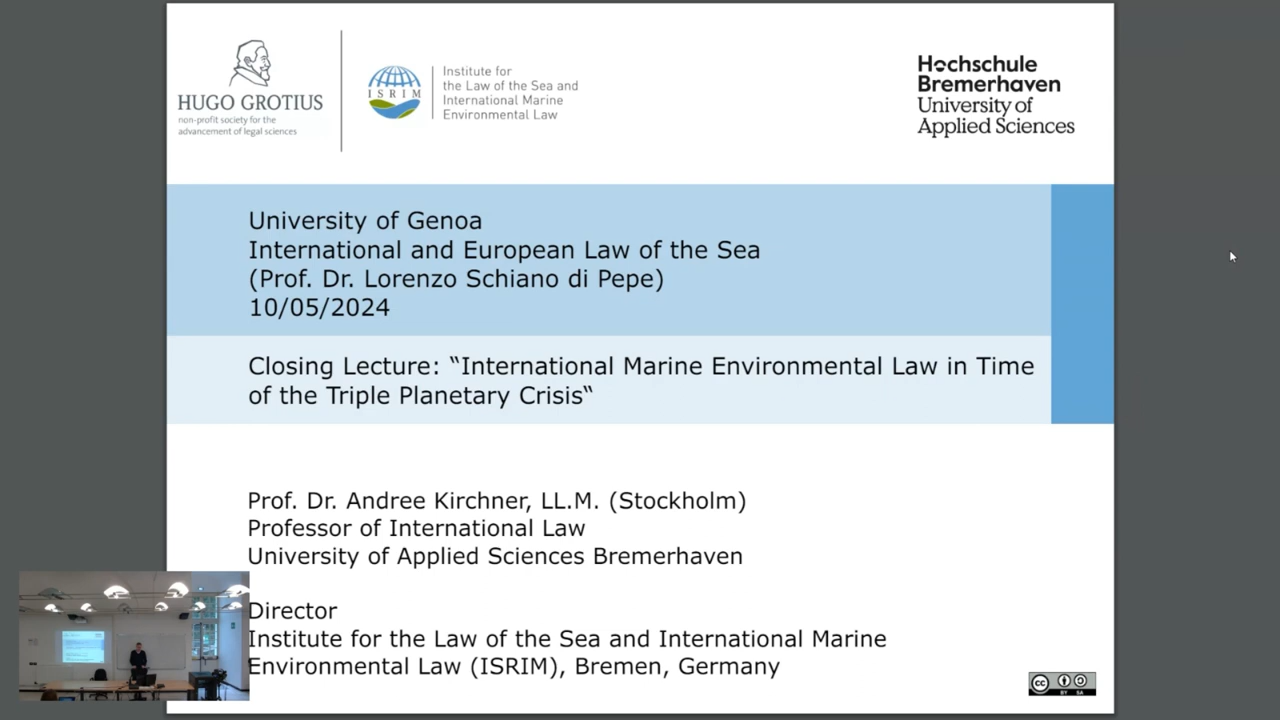 HUGO GROTIUS
non-profit society for the
advancement of legal sciences
ISRIM
Institute for
the Law of the Sea and
International Marine
Environmental Law
Hochschule
Bremerhaven
University of
Applied Sciences
University of Genoa
International and European Law of the Sea
(Prof. Dr. Lorenzo Schiano di Pepe)
10/05/2024
Closing Lecture: “International Marine Environmental Law in Time
of the Triple Planetary Crisis“
Prof. Dr. Andree Kirchner, LL.M. (Stockholm)
Professor of International Law
University of Applied Sciences Bremerhaven
Director
Institute for the Law of the Sea and International Marine
Environmental Law (ISRIM), Bremen, Germany
cc
BY SA